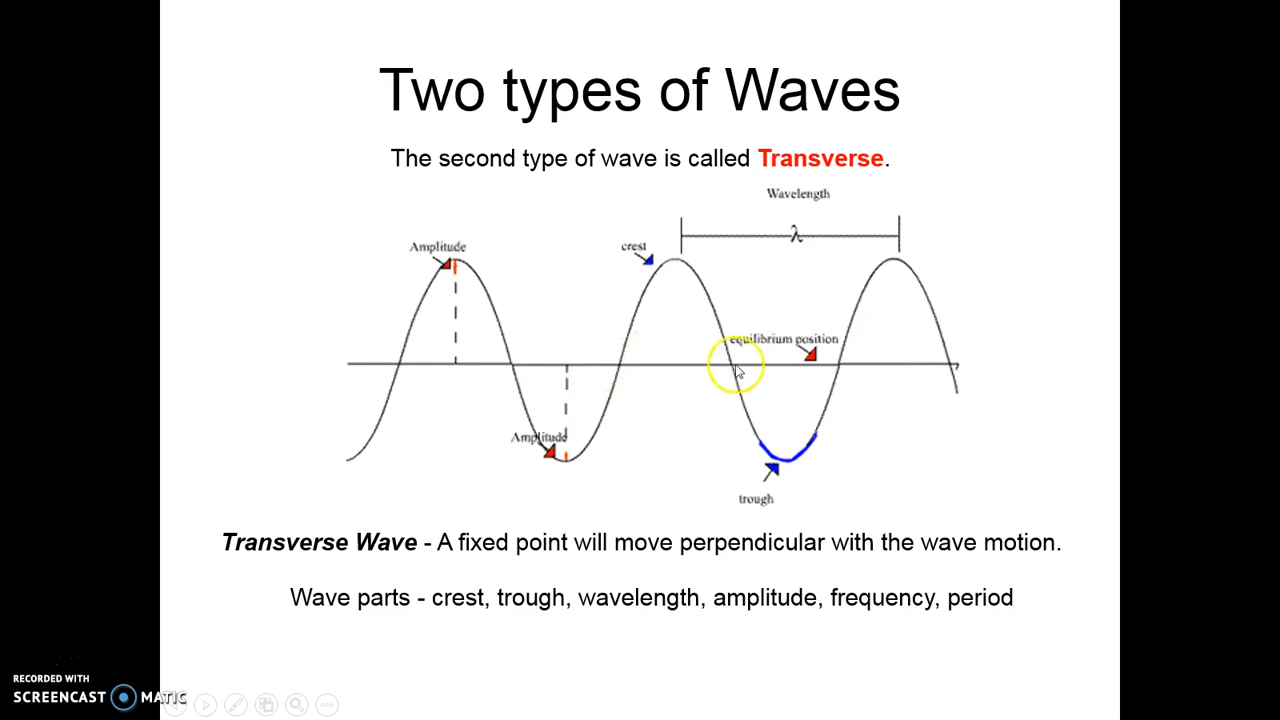 Two types of Waves
The second type of wave is called Transverse.
Wavelength
λ
Amplitude
crest
equilibrium position
Amplitude
trough
Transverse Wave - A fixed point will move perpendicular with the wave motion.
Wave parts - crest, trough, wavelength, amplitude, frequency, period
RECORDED WITH
SCREENCAST MATIC